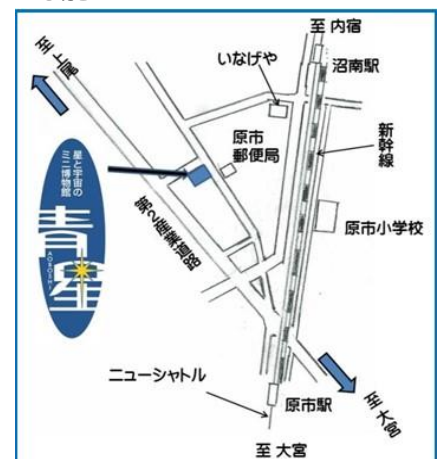 至 内宿
至上尾
いなげや
沼南駅
原市
郵便局
新幹線
星と宇宙の
ミニ博物館
青星
AOBOSHI
第2産業道路
原市小学校
ニューシャトル
原市駅
至大宮
至 大宮